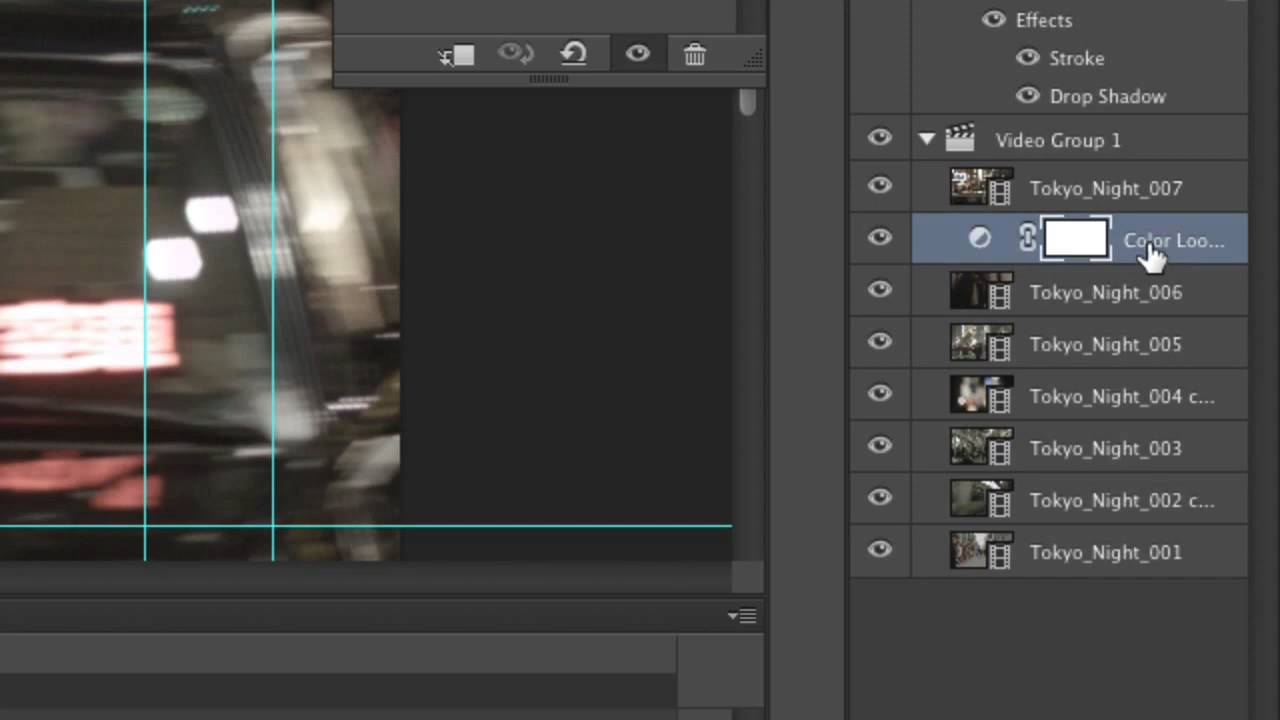 Effects
Stroke
Drop Shadow
Video Group 1
Tokyo_Night_007
Color Loo...
Tokyo_Night_006
Tokyo_Night_005
Tokyo_Night_004 c...
Tokyo_Night_003
Tokyo_Night_002 c...
Tokyo_Night_001